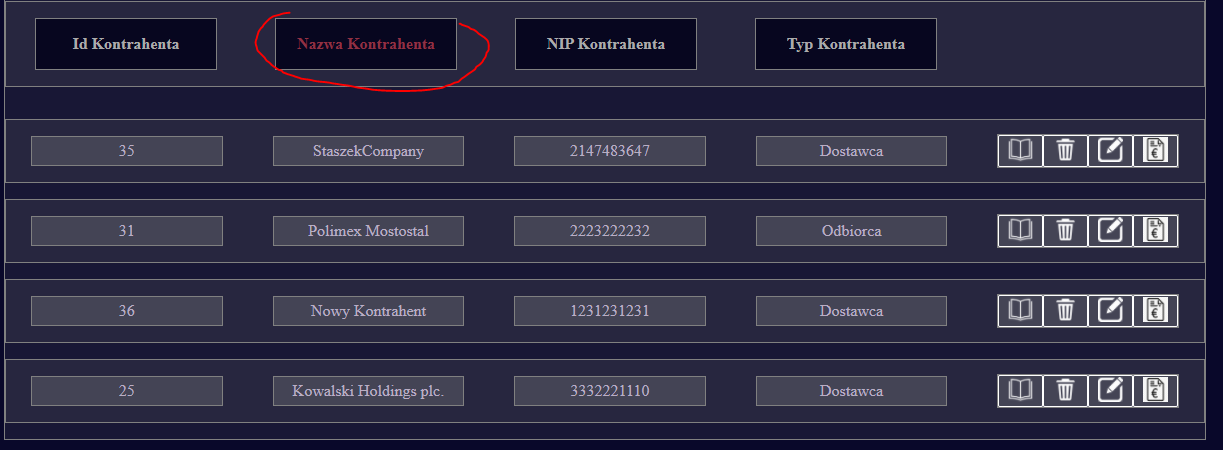 Id Kontrahenta Nazwa Kontrahenta NIP Kontrahenta Typ Kontrahenta
35 StaszekCompany 2147483647 Dostawca
31 Polimex Mostostal 2223222232 Odbiorca
36 Nowy Kontrahent 1231231231 Dostawca
25 Kowalski Holdings plc. 3332221110 Dostawca